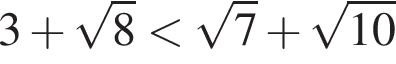 3 + √8 < √7 + √10